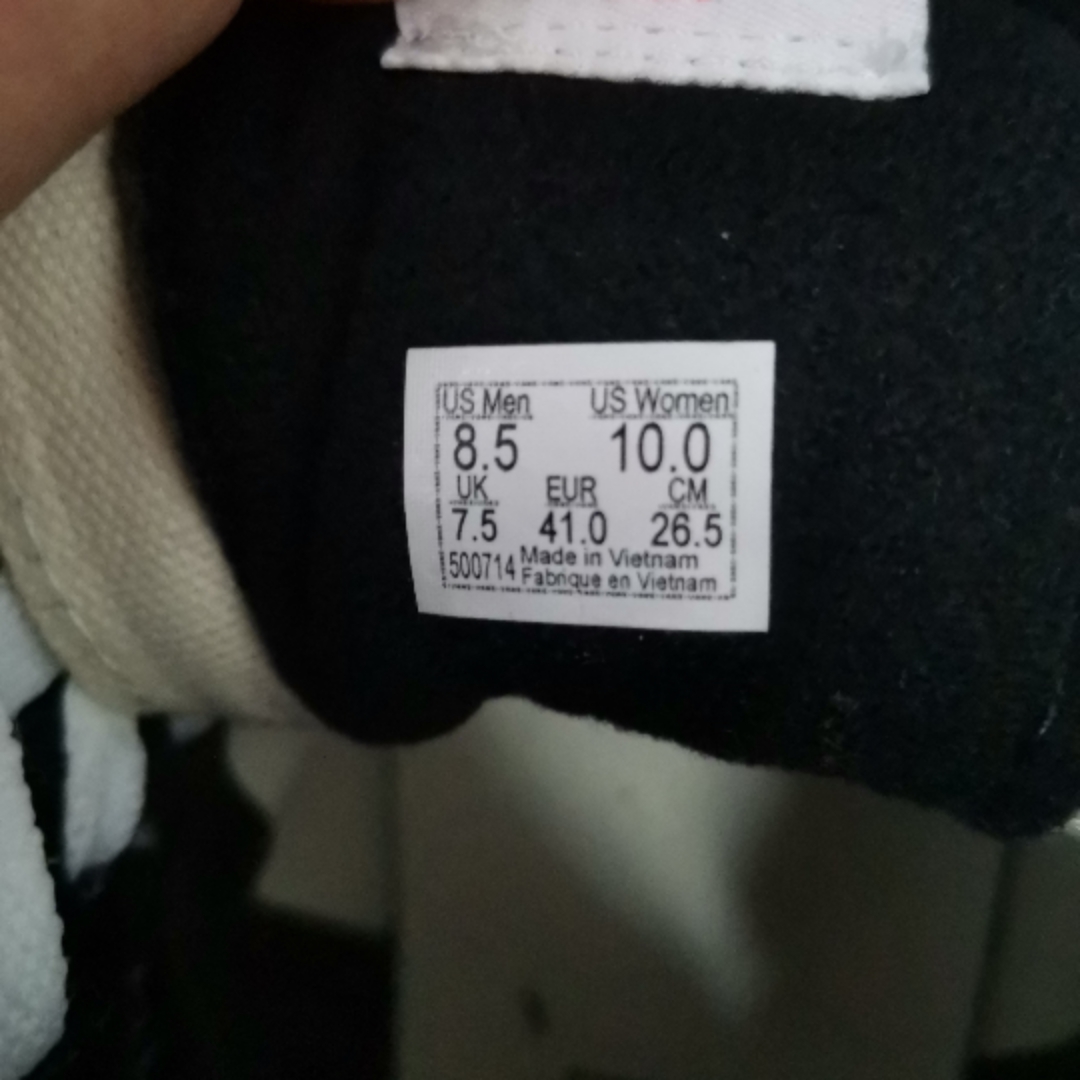 US Men US Women
8.5 10.0
UK EUR CM
7.5 41.0 26.5
500714 Made in Vietnam
Fabrique en Vietnam